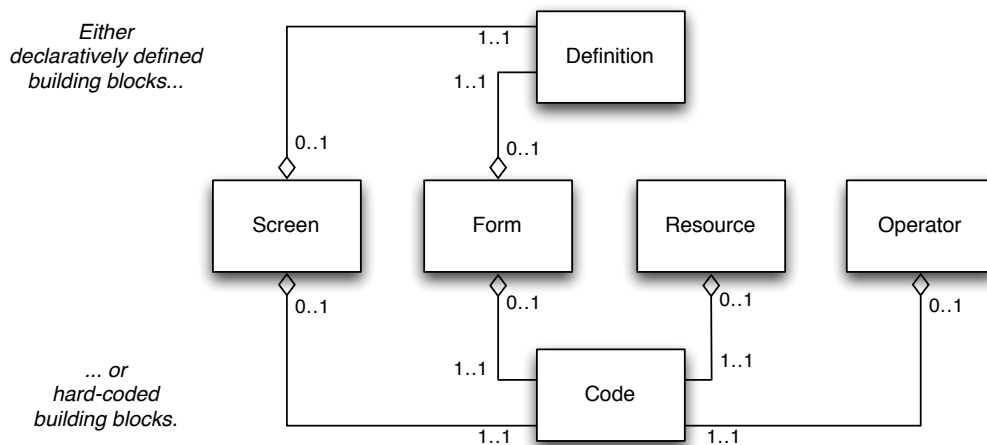 Either
declaratively defined
building blocks...
1..1
Definition
1..1
0..1
0..1
Screen
Form
Resource
Operator
0..1
0..1
0..1
0..1
... or
hard-coded
building blocks.
1..1
1..1
Code
1..1
1..1